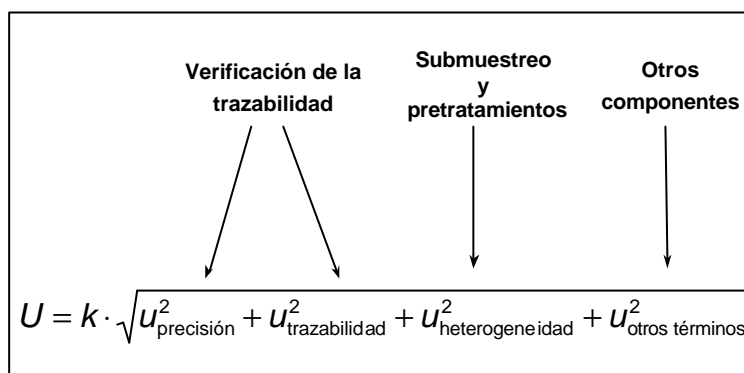 Verificación de la
trazabilidad
Submuestreo
y
pretratamientos
Otros
componentes
U = k · √(u²precisión + u²trazabilidad + u²heterogeneidad + u²otros términos)